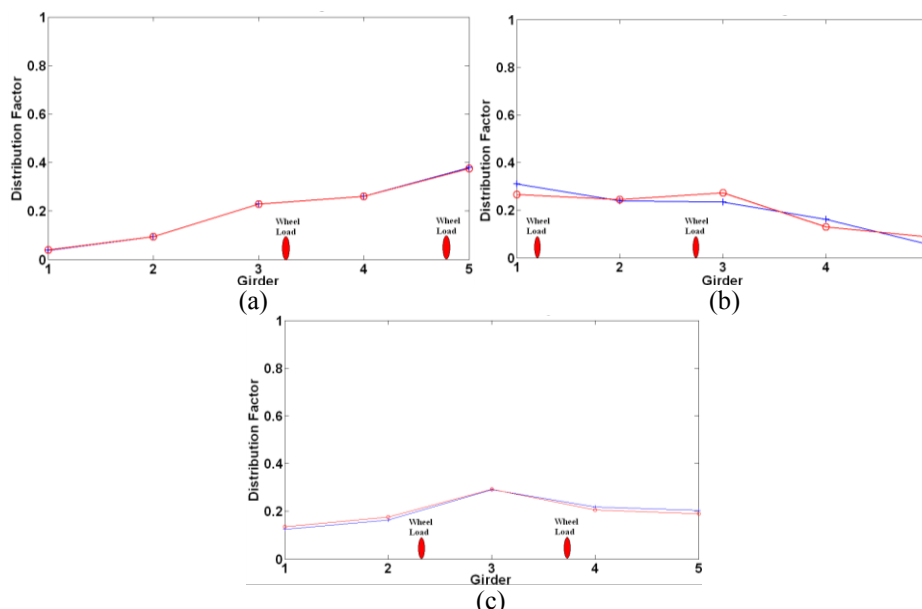 1
0.8
0.6
0.4
0.2
0
Distribution Factor
Wheel
Load
Wheel
Load
1 2 3 4 5
Girder
(a)
1
0.8
0.6
0.4
0.2
0
Distribution Factor
Wheel
Load
Wheel
Load
1 2 3 4
Girder
(b)
1
0.8
0.6
0.4
0.2
0
Distribution Factor
Wheel
Load
Wheel
Load
1 2 3 4 5
Girder
(c)